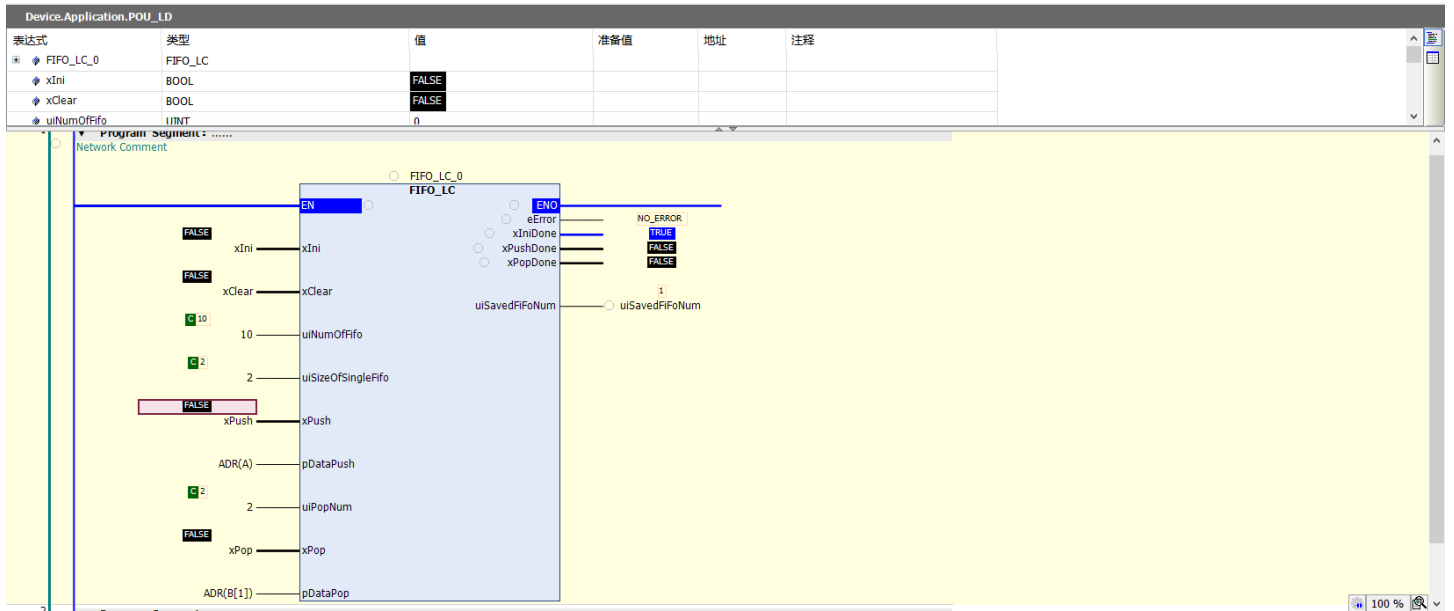 Device.Application.POU_LD
表达式 类型 值 准备值 地址 注释
FIFO_LC_0 FIFO_LC
xIni BOOL FALSE
xClear BOOL FALSE
uiNumOfFifo UINT 0
1 Program Segment: ......
Network Comment
FIFO_LC_0
FIFO_LC
EN ENO
eError NO_ERROR
FALSE xIniDone TRUE
xIni xIni xPushDone FALSE
xPopDone FALSE
FALSE
xClear xClear
1
uiSavedFiFoNum uiSavedFiFoNum
C 10
10 uiNumOfFifo
C 2
2 uiSizeOfSingleFifo
FALSE
xPush xPush
ADR(A) pDataPush
C 2
2 uiPopNum
FALSE
xPop xPop
ADR(B[1]) pDataPop
100 %